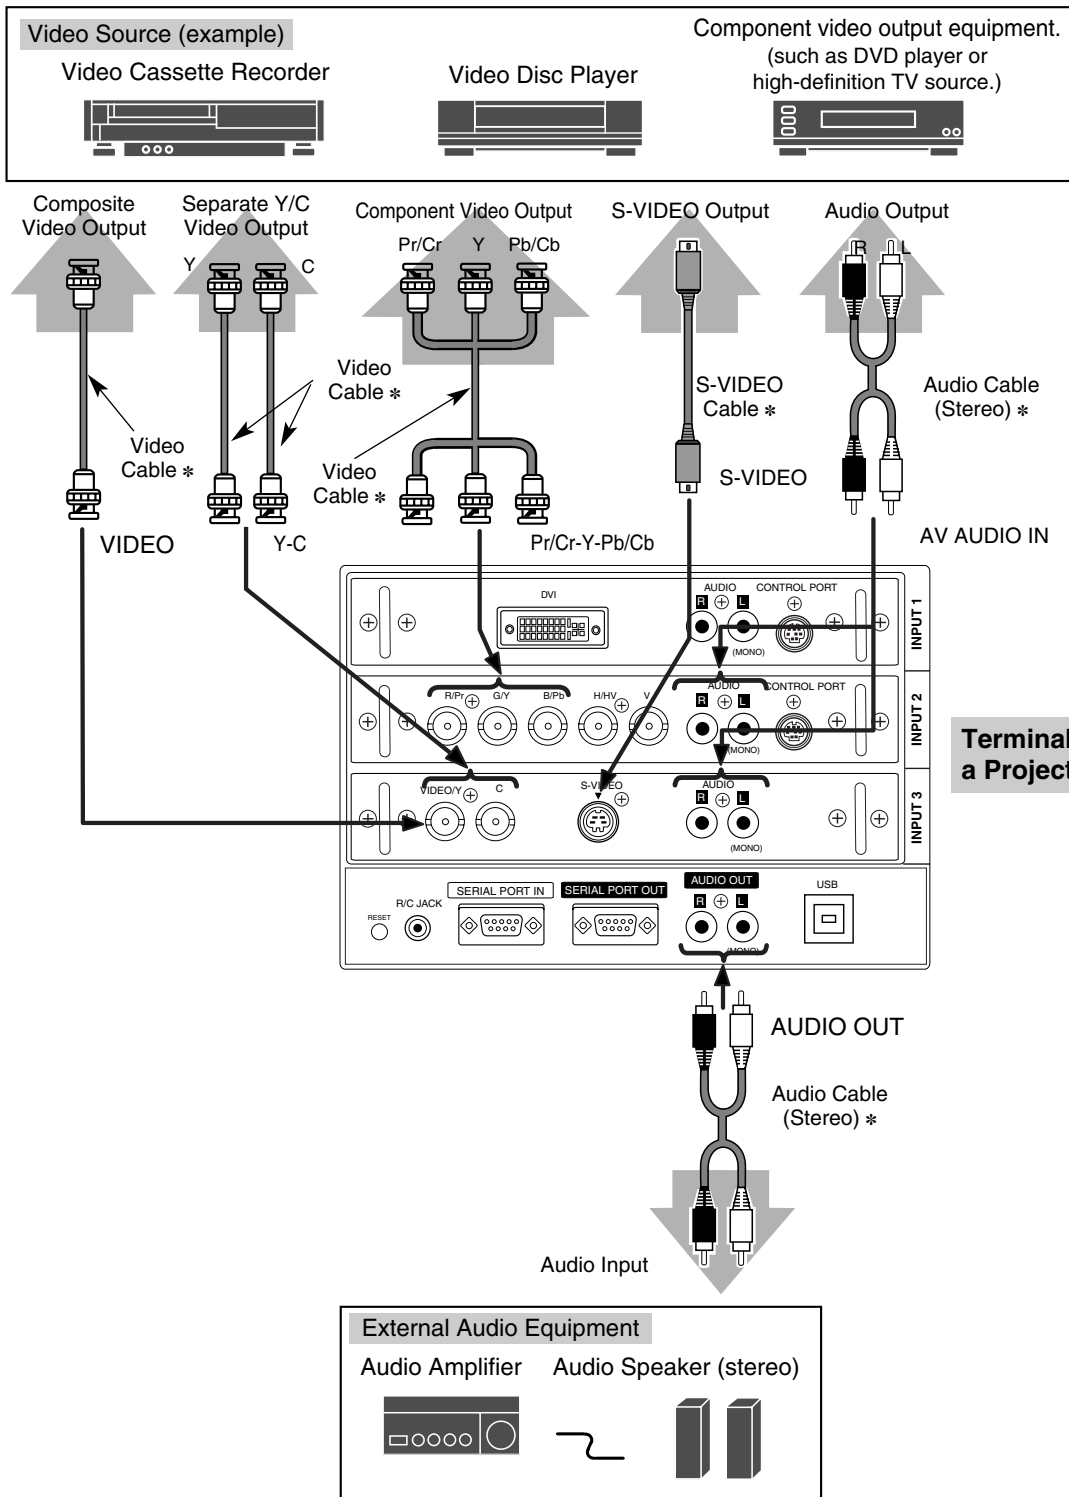 Video Source (example)
Component video output equipment.
(such as DVD player or
high-definition TV source.)
Video Cassette Recorder
Video Disc Player
Composite
Video Output
Separate Y/C
Video Output
Component Video Output
S-VIDEO Output
Audio Output
Y
C
Pr/Cr
Y
Pb/Cb
R
L
Video
Cable *
Video
Cable *
Video
Cable *
S-VIDEO
Cable *
Audio Cable
(Stereo) *
S-VIDEO
VIDEO
Y-C
Pr/Cr-Y-Pb/Cb
AV AUDIO IN
DVI
AUDIO
R
L
(MONO)
CONTROL PORT
INPUT 1
R/Pr
G/Y
B/Pb
H/HV
V
AUDIO
R
L
(MONO)
CONTROL PORT
INPUT 2
Terminal
a Project
VIDEO/Y
C
S-VIDEO
AUDIO
R
L
(MONO)
INPUT 3
RESET
R/C JACK
SERIAL PORT IN
SERIAL PORT OUT
AUDIO OUT
R
L
(MONO)
USB
AUDIO OUT
Audio Cable
(Stereo) *
Audio Input
External Audio Equipment
Audio Amplifier
Audio Speaker (stereo)